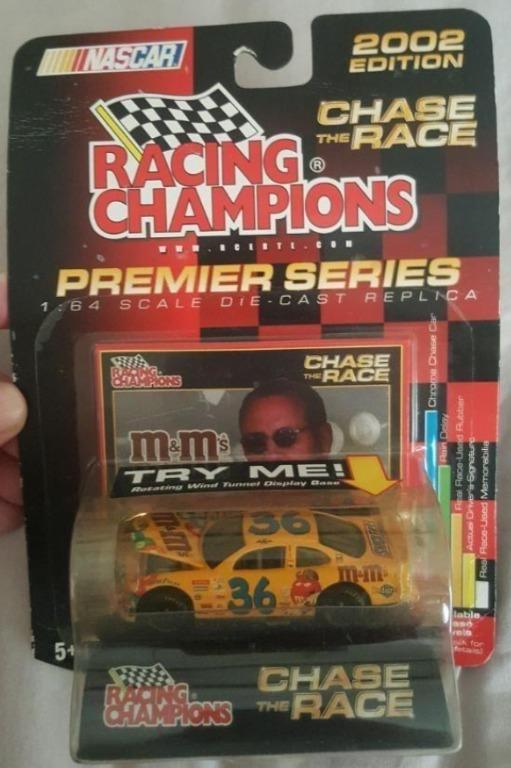 NASCAR
2002
EDITION
CHASE
THE RACE
RACING
CHAMPIONS®
WWW.RCERTL.COM
PREMIER SERIES
1:64 SCALE DIE-CAST REPLICA
RACING
CHAMPIONS
CHASE
THE RACE
m&m's
TRY ME!
Rotating Wind Tunnel Display Base
Chrome Chase Car
Rain Delay
Real Race-Used Rubber
Actual Driver's Signature
Real Race-Used Memorabilia
36
m&m's
36
5+
RACING
CHAMPIONS
CHASE
THE RACE